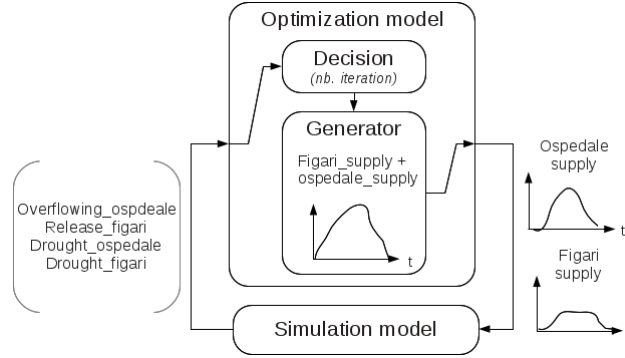 Optimization model
Decision
(nb. iteration)
Generator
Figari_supply +
ospedale_supply
t
Overflowing_ospdeale
Release_figari
Drought_ospedale
Drought_figari
Ospedale
supply
t
Figari
supply
t
Simulation model